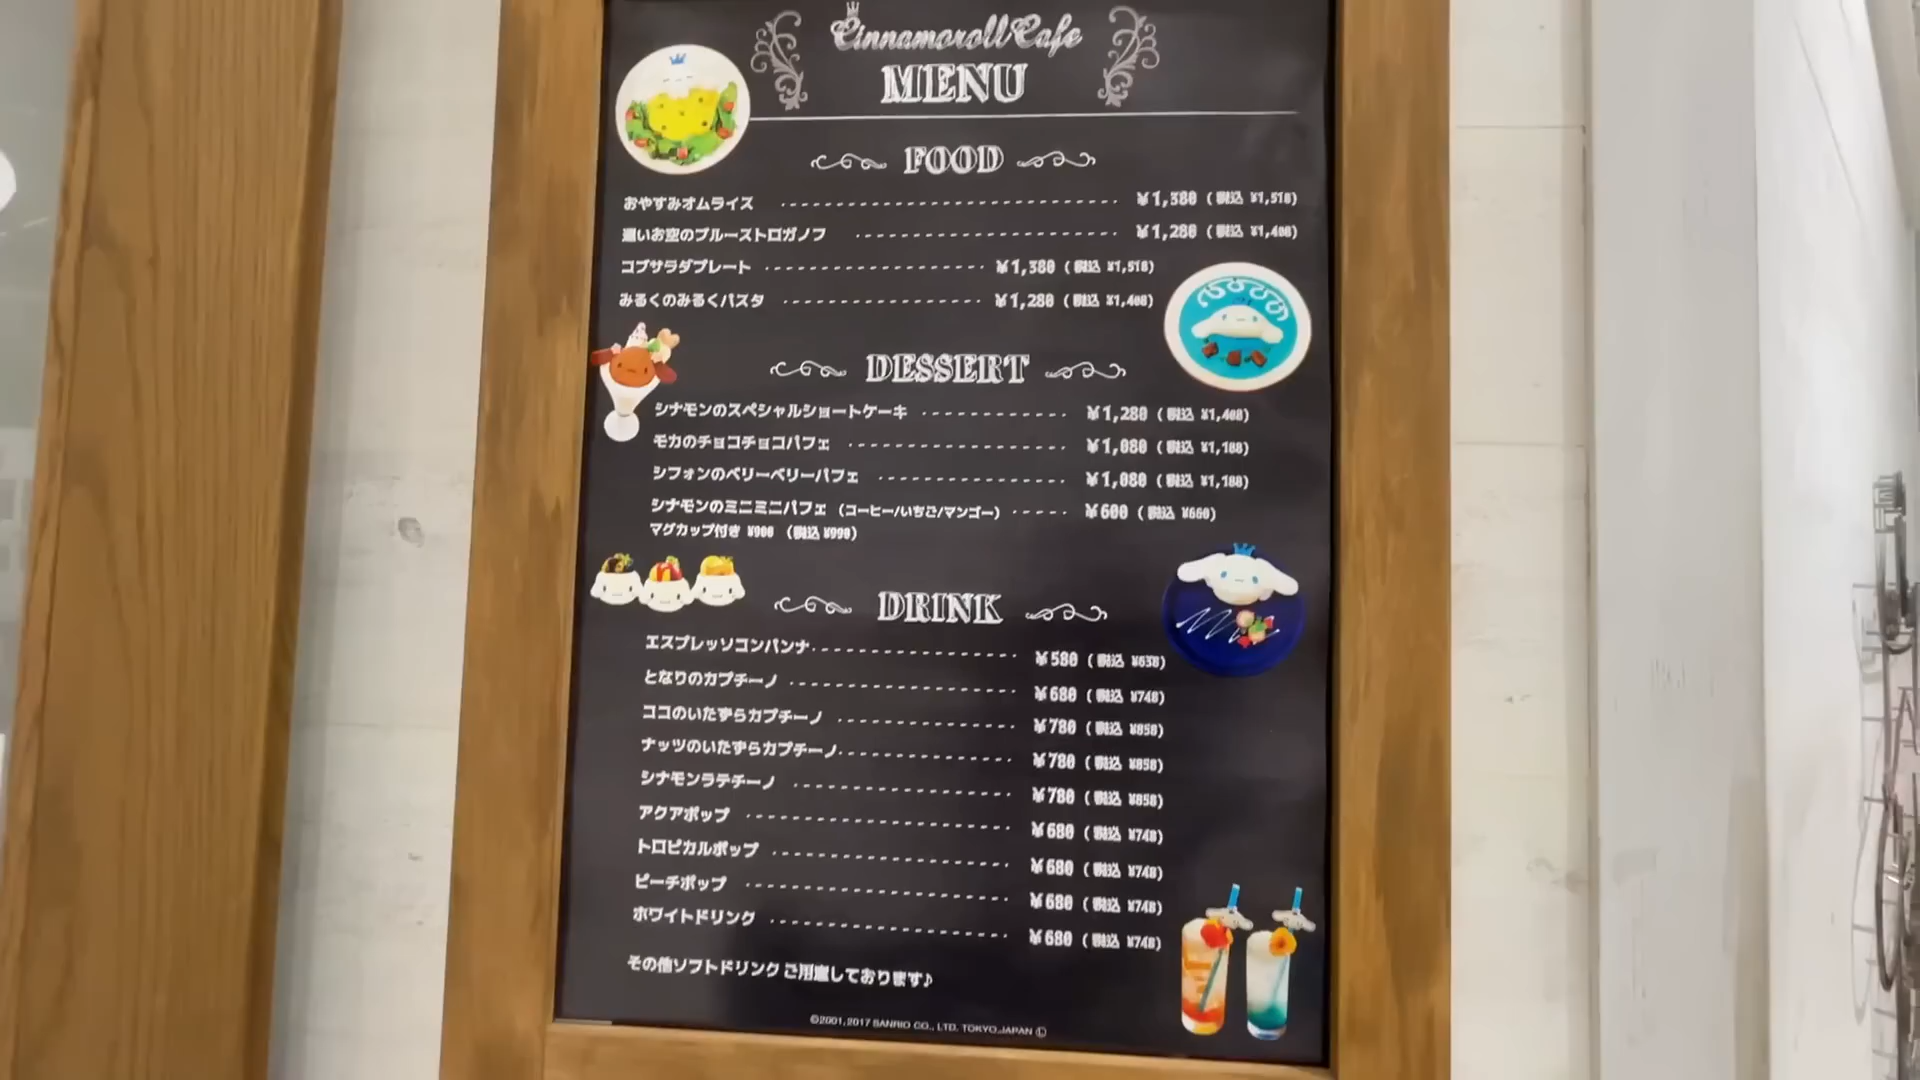 Cinnamoroll Cafe
MENU
FOOD
おやすみオムライス ¥1,380 (税込 ¥1,518)
濃いお空のブルーストロガノフ ¥1,280 (税込 ¥1,408)
コブサラダプレート ¥1,380 (税込 ¥1,518)
みるくのみるくパスタ ¥1,280 (税込 ¥1,408)
DESSERT
シナモンのスペシャルショートケーキ ¥1,280 (税込 ¥1,408)
モカのチョコチョコパフェ ¥1,080 (税込 ¥1,188)
シフォンのベリーベリーパフェ ¥1,080 (税込 ¥1,188)
シナモンのミニミニパフェ (コーヒー/いちご/マンゴー) ¥600 (税込 ¥660)
マグカップ付き ¥900 (税込 ¥990)
DRINK
エスプレッソコンパンナ ¥580 (税込 ¥638)
となりのカプチーノ ¥680 (税込 ¥748)
ココのいたずらカプチーノ ¥780 (税込 ¥858)
ナッツのいたずらカプチーノ ¥780 (税込 ¥858)
シナモンラテチーノ ¥780 (税込 ¥858)
アクアポップ ¥680 (税込 ¥748)
トロピカルポップ ¥680 (税込 ¥748)
ピーチポップ ¥680 (税込 ¥748)
ホワイトドリンク ¥680 (税込 ¥748)
その他ソフトドリンクご用意しております♪
©2001,2017 SANRIO CO., LTD. TOKYO,JAPAN Ⓛ